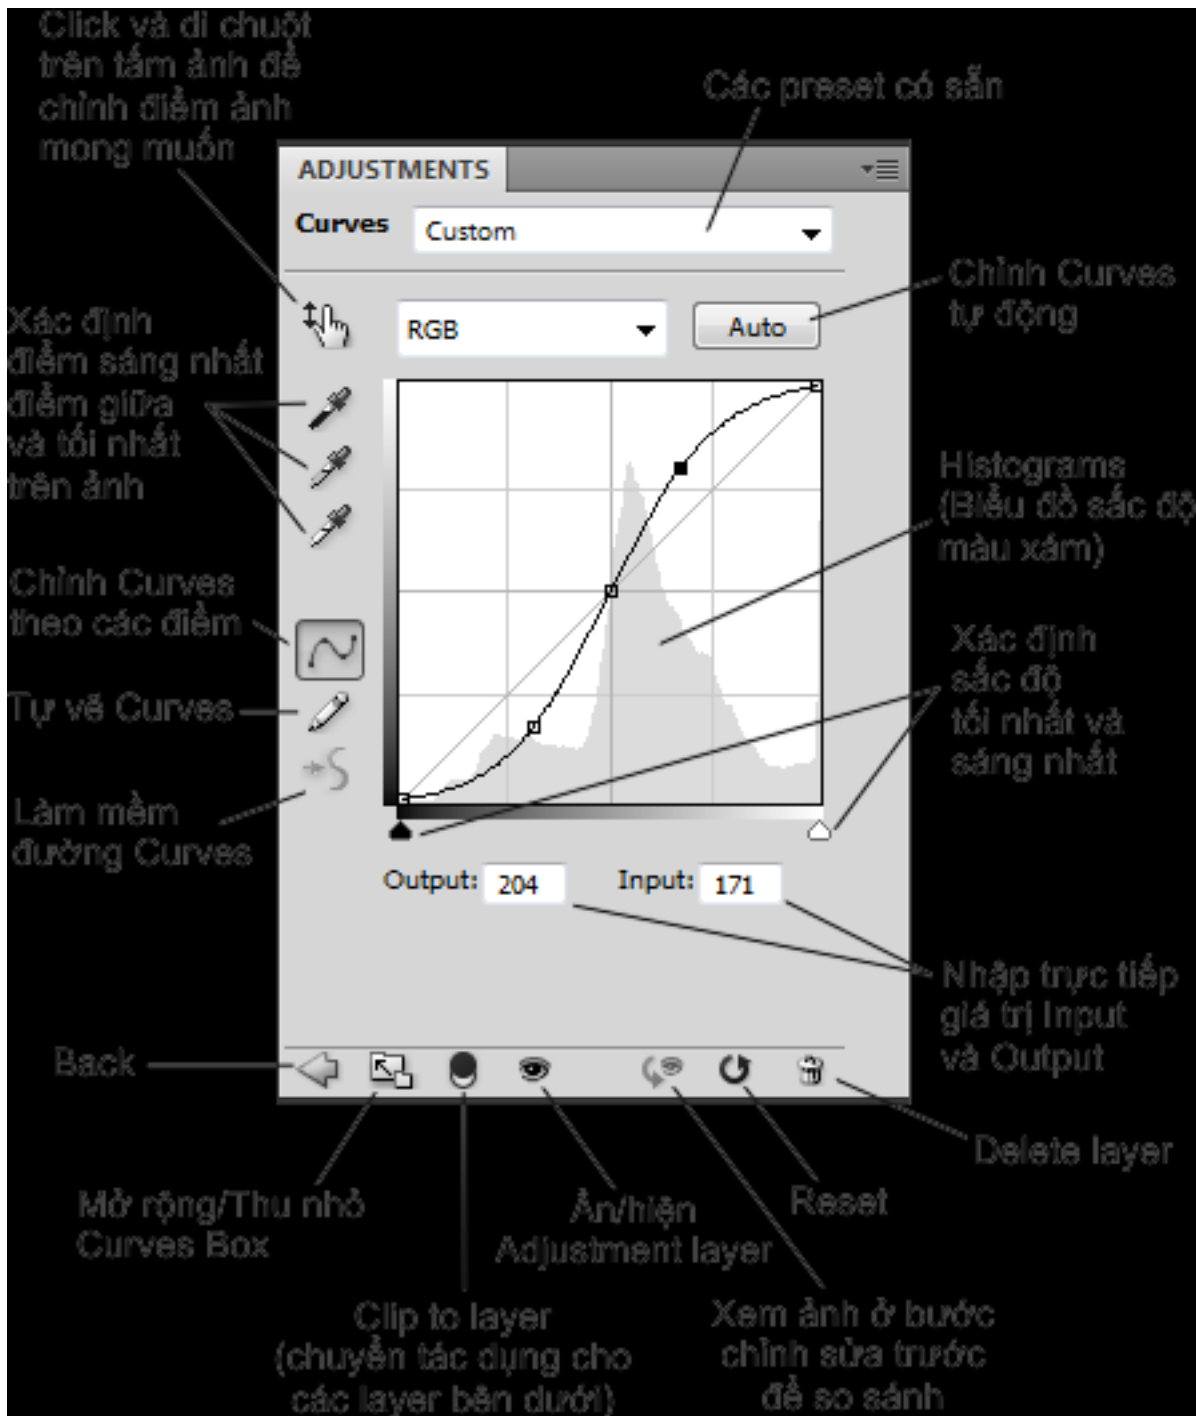 Click và di chuột
trên tấm ảnh để
chỉnh điểm ảnh
mong muốn
Các preset có sẵn
ADJUSTMENTS
Curves
Custom
Chỉnh Curves
tự động
RGB
Auto
Xác định
điểm sáng nhất
điểm giữa
và tối nhất
trên ảnh
Histograms
(Biểu đồ sắc độ
màu xám)
Chỉnh Curves
theo các điểm
Xác định
sắc độ
tối nhất và
sáng nhất
Tự vẽ Curves
Làm mềm
đường Curves
Output: 204
Input: 171
Nhập trực tiếp
giá trị Input
và Output
Back
Delete layer
Mở rộng/Thu nhỏ
Curves Box
Ẩn/hiện
Adjustment layer
Reset
Clip to layer
(chuyển tác dụng cho
các layer bên dưới)
Xem ảnh ở bước
chỉnh sửa trước
để so sánh